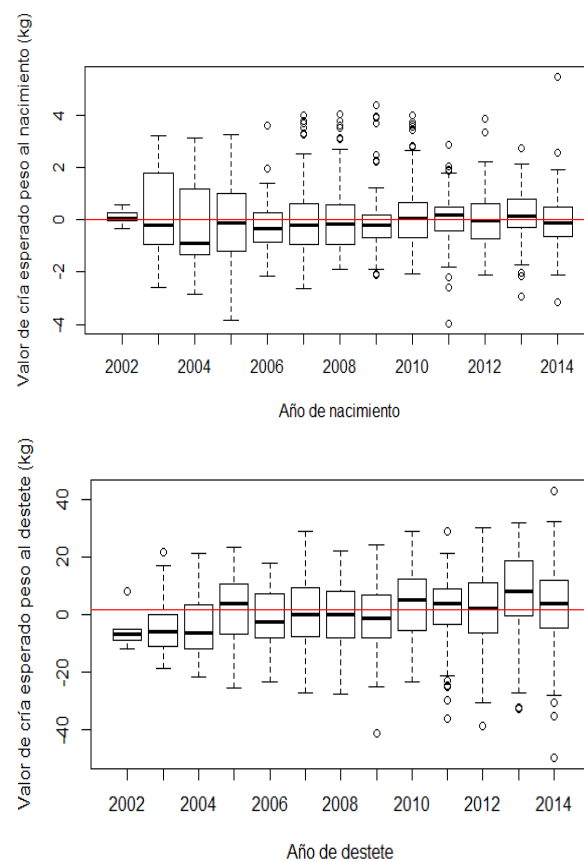 Valor de cría esperado peso al nacimiento (kg)
4
2
0
-2
-4
2002 2004 2006 2008 2010 2012 2014
Año de nacimiento
Valor de cría esperado peso al destete (kg)
40
20
0
-20
-40
2002 2004 2006 2008 2010 2012 2014
Año de destete